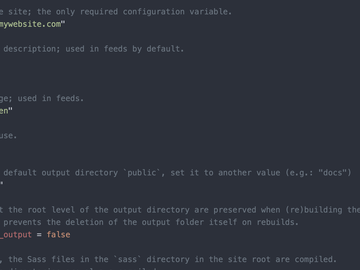 e site; the only required configuration variable.
mywebsite.com"
description; used in feeds by default.
ge; used in feeds.
en"
use.
default output directory `public`, set it to another value (e.g.: "docs")
"
t the root level of the output directory are preserved when (re)building the
prevents the deletion of the output folder itself on rebuilds.
_output = false
, the Sass files in the `sass` directory in the site root are compiled.